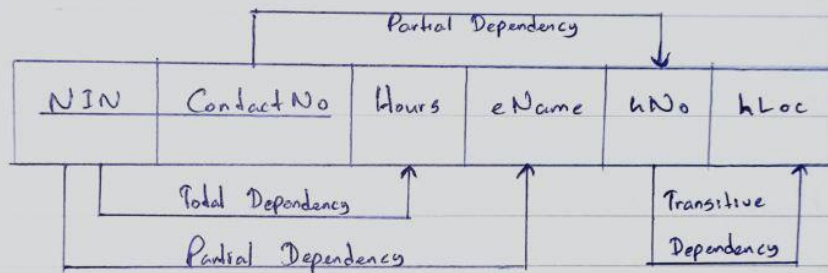 Partial Dependency
NIN ContactNo Hours eName hNo hLoc
Total Dependency
Transitive
Dependency
Partial Dependency